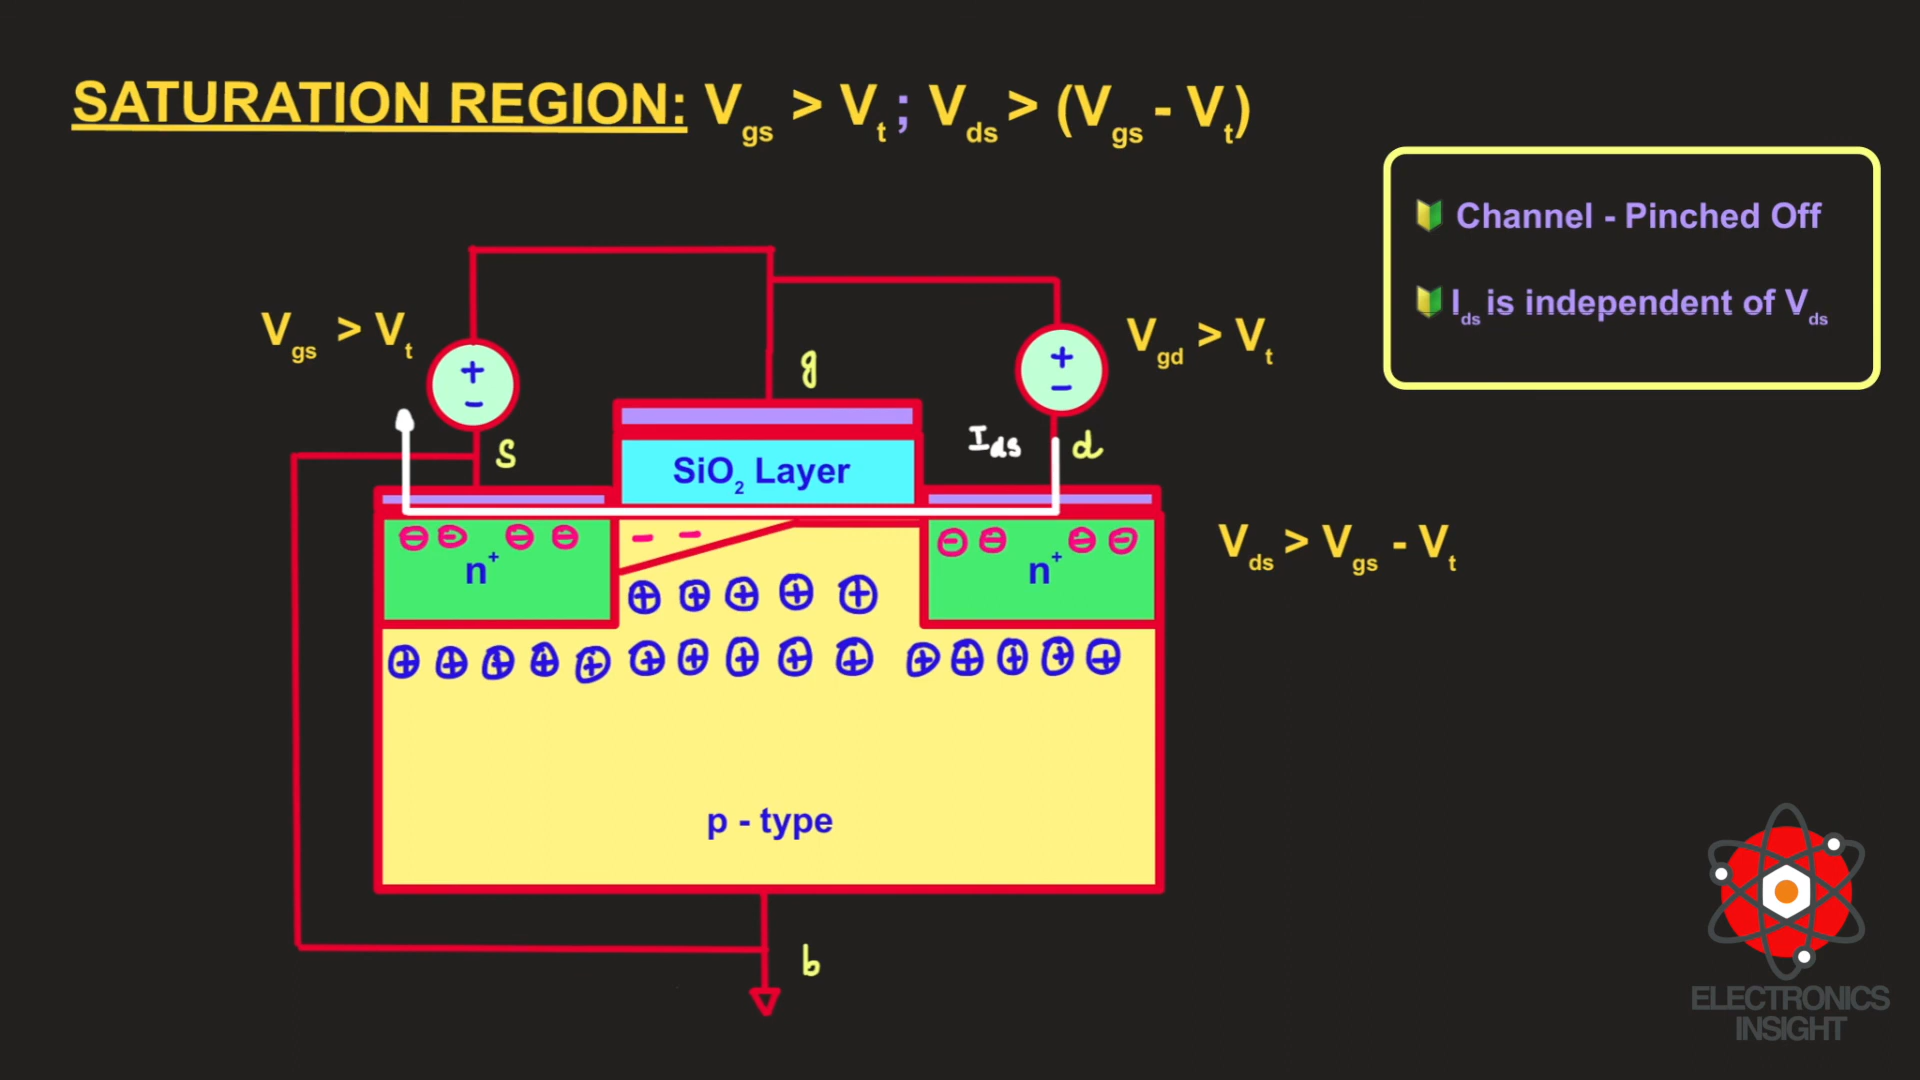 SATURATION REGION: Vgs > Vt ; Vds > (Vgs - Vt)
Channel - Pinched Off
Ids is independent of Vds
Vgs > Vt
Vgd > Vt
+
-
+
-
g
s
Ids
d
SiO2 Layer
n+
n+
Vds > Vgs - Vt
p - type
b
ELECTRONICS
INSIGHT